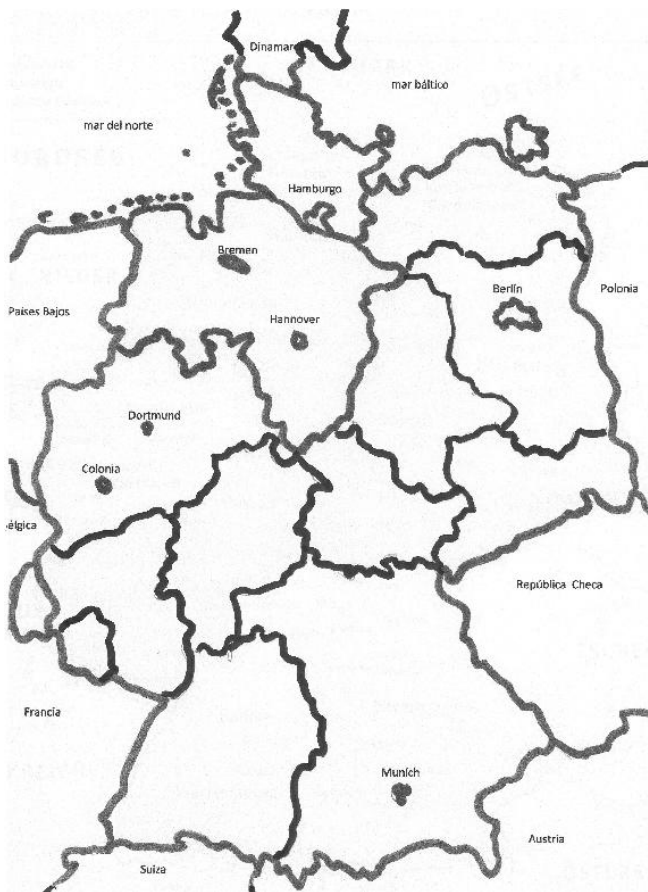 Dinamar
mar báltico
mar del norte
Hamburgo
Bremen
Berlín
Polonia
Países Bajos
Hannover
Dortmund
Colonia
élgica
República Checa
Francia
Munich
Austria
Suiza